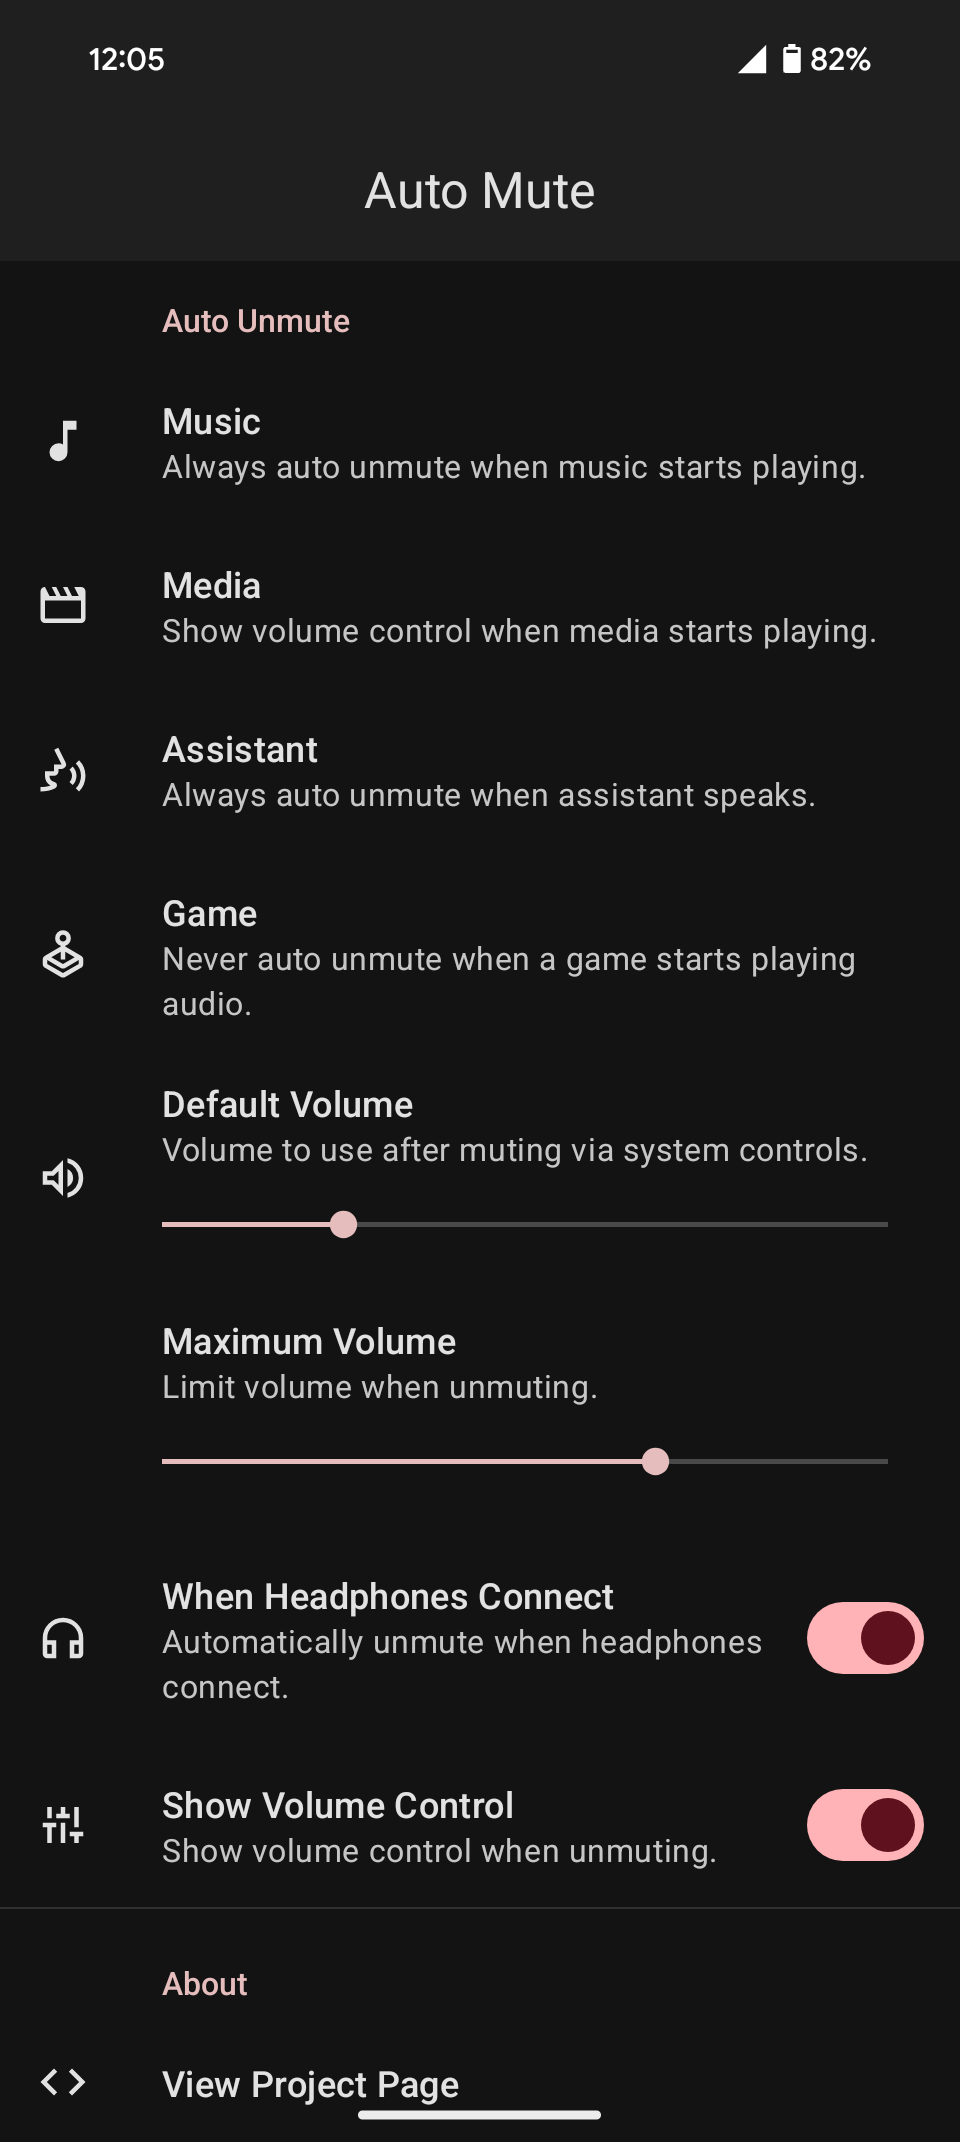 12:05
82%
Auto Mute
Auto Unmute
Music
Always auto unmute when music starts playing.
Media
Show volume control when media starts playing.
Assistant
Always auto unmute when assistant speaks.
Game
Never auto unmute when a game starts playing
audio.
Default Volume
Volume to use after muting via system controls.
Maximum Volume
Limit volume when unmuting.
When Headphones Connect
Automatically unmute when headphones
connect.
Show Volume Control
Show volume control when unmuting.
About
View Project Page